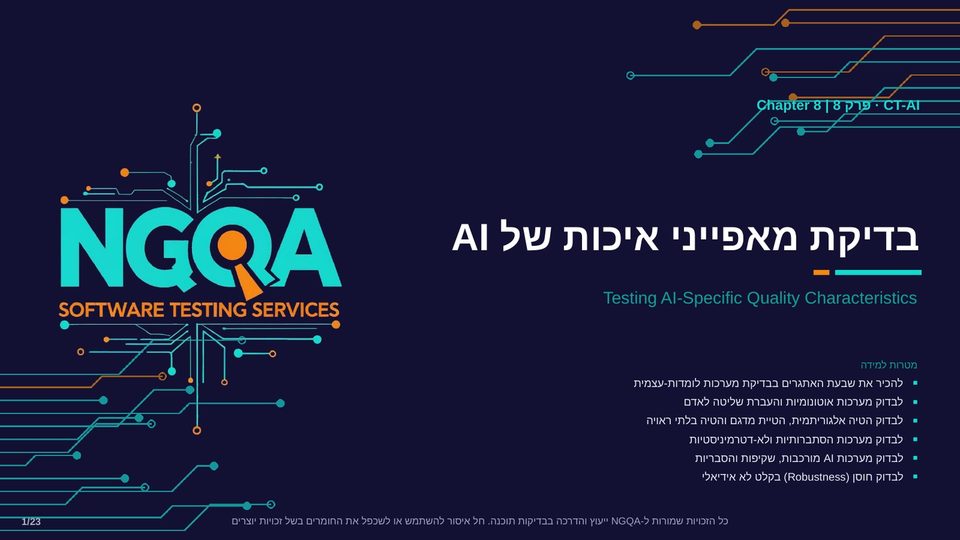 CT-AI · פרק 8 | Chapter 8
NGQA
SOFTWARE TESTING SERVICES
בדיקת מאפייני איכות של AI
Testing AI-Specific Quality Characteristics
מטרות למידה
להכיר את שבעת האתגרים בבדיקת מערכות לומדות-עצמית
לבדוק מערכות אוטונומיות והעברת שליטה לאדם
לבדוק הטיה אלגוריתמית, הטיית מדגם והטיה בלתי ראויה
לבדוק מערכות הסתברותיות ולא-דטרמיניסטיות
לבדוק מערכות AI מורכבות, שקיפות והסבריות
לבדוק חוסן (Robustness) בקלט לא אידיאלי
כל הזכויות שמורות ל-NGQA ייעוץ והדרכה בבדיקות תוכנה. חל איסור להשתמש או לשכפל את החומרים בשל זכויות יוצרים
1/23